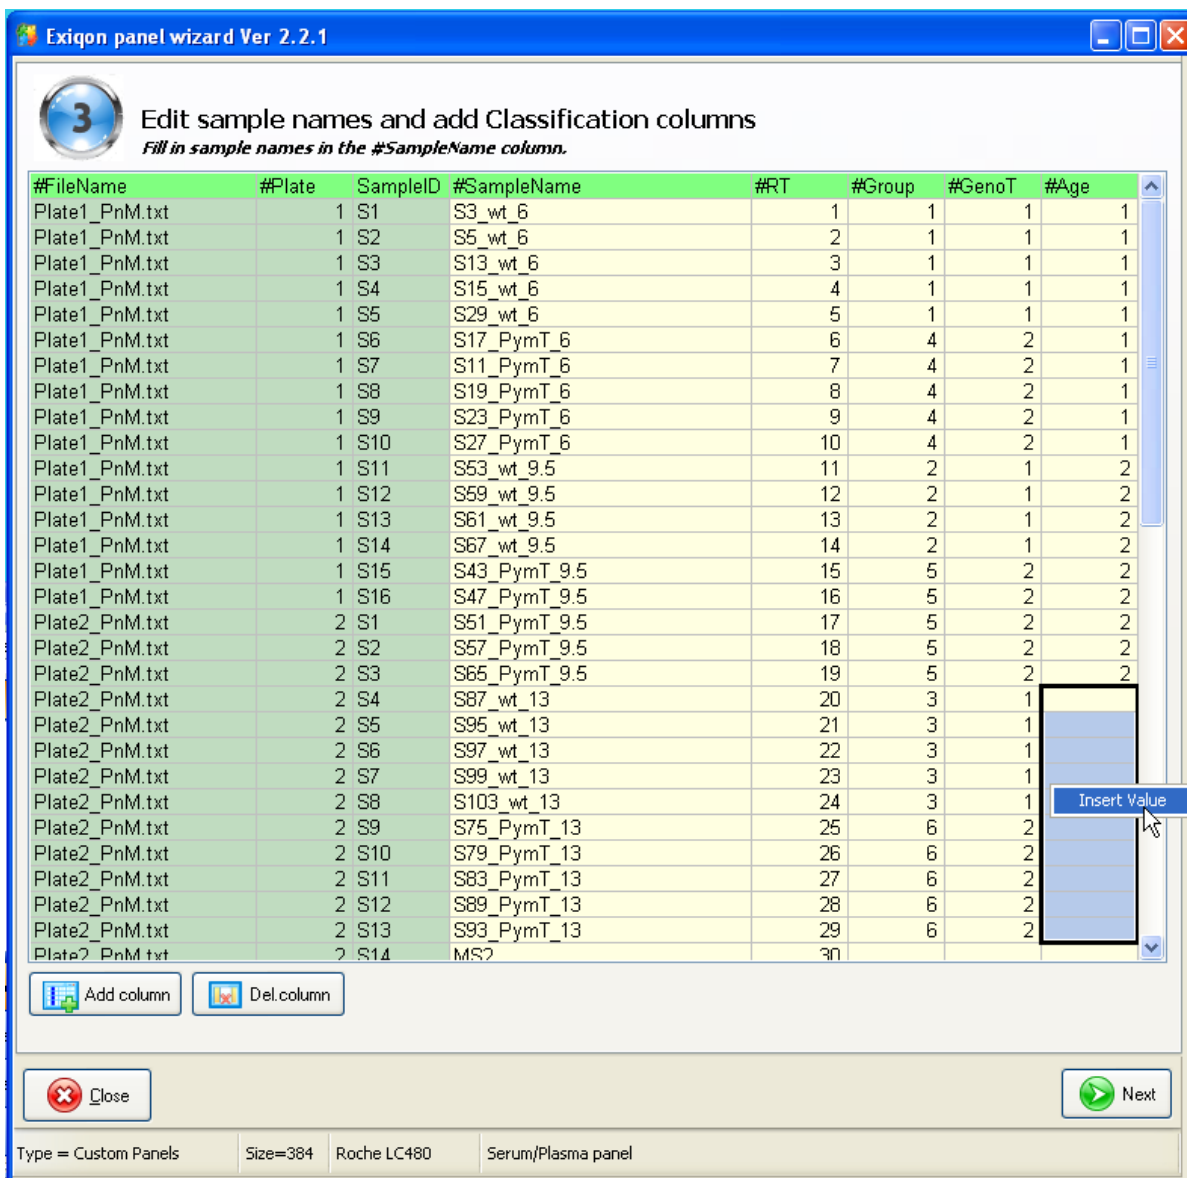 Exiqon panel wizard Ver 2.2.1
3
Edit sample names and add Classification columns
Fill in sample names in the #SampleName column.
#FileName #Plate SampleID #SampleName #RT #Group #GenoT #Age
Plate1_PnM.txt 1 S1 S3_wt_6 1 1 1 1
Plate1_PnM.txt 1 S2 S5_wt_6 2 1 1 1
Plate1_PnM.txt 1 S3 S13_wt_6 3 1 1 1
Plate1_PnM.txt 1 S4 S15_wt_6 4 1 1 1
Plate1_PnM.txt 1 S5 S29_wt_6 5 1 1 1
Plate1_PnM.txt 1 S6 S17_PymT_6 6 4 2 1
Plate1_PnM.txt 1 S7 S11_PymT_6 7 4 2 1
Plate1_PnM.txt 1 S8 S19_PymT_6 8 4 2 1
Plate1_PnM.txt 1 S9 S23_PymT_6 9 4 2 1
Plate1_PnM.txt 1 S10 S27_PymT_6 10 4 2 1
Plate1_PnM.txt 1 S11 S53_wt_9.5 11 2 1 2
Plate1_PnM.txt 1 S12 S59_wt_9.5 12 2 1 2
Plate1_PnM.txt 1 S13 S61_wt_9.5 13 2 1 2
Plate1_PnM.txt 1 S14 S67_wt_9.5 14 2 1 2
Plate1_PnM.txt 1 S15 S43_PymT_9.5 15 5 2 2
Plate1_PnM.txt 1 S16 S47_PymT_9.5 16 5 2 2
Plate2_PnM.txt 2 S1 S51_PymT_9.5 17 5 2 2
Plate2_PnM.txt 2 S2 S57_PymT_9.5 18 5 2 2
Plate2_PnM.txt 2 S3 S65_PymT_9.5 19 5 2 2
Plate2_PnM.txt 2 S4 S87_wt_13 20 3 1
Plate2_PnM.txt 2 S5 S95_wt_13 21 3 1
Plate2_PnM.txt 2 S6 S97_wt_13 22 3 1
Plate2_PnM.txt 2 S7 S99_wt_13 23 3 1
Plate2_PnM.txt 2 S8 S103_wt_13 24 3 1 Insert Value
Plate2_PnM.txt 2 S9 S75_PymT_13 25 6 2
Plate2_PnM.txt 2 S10 S79_PymT_13 26 6 2
Plate2_PnM.txt 2 S11 S83_PymT_13 27 6 2
Plate2_PnM.txt 2 S12 S89_PymT_13 28 6 2
Plate2_PnM.txt 2 S13 S93_PymT_13 29 6 2
Plate2_PnM.txt 2 S14 MS2 30
Add column Del.column
Close Next
Type = Custom Panels Size=384 Roche LC480 Serum/Plasma panel